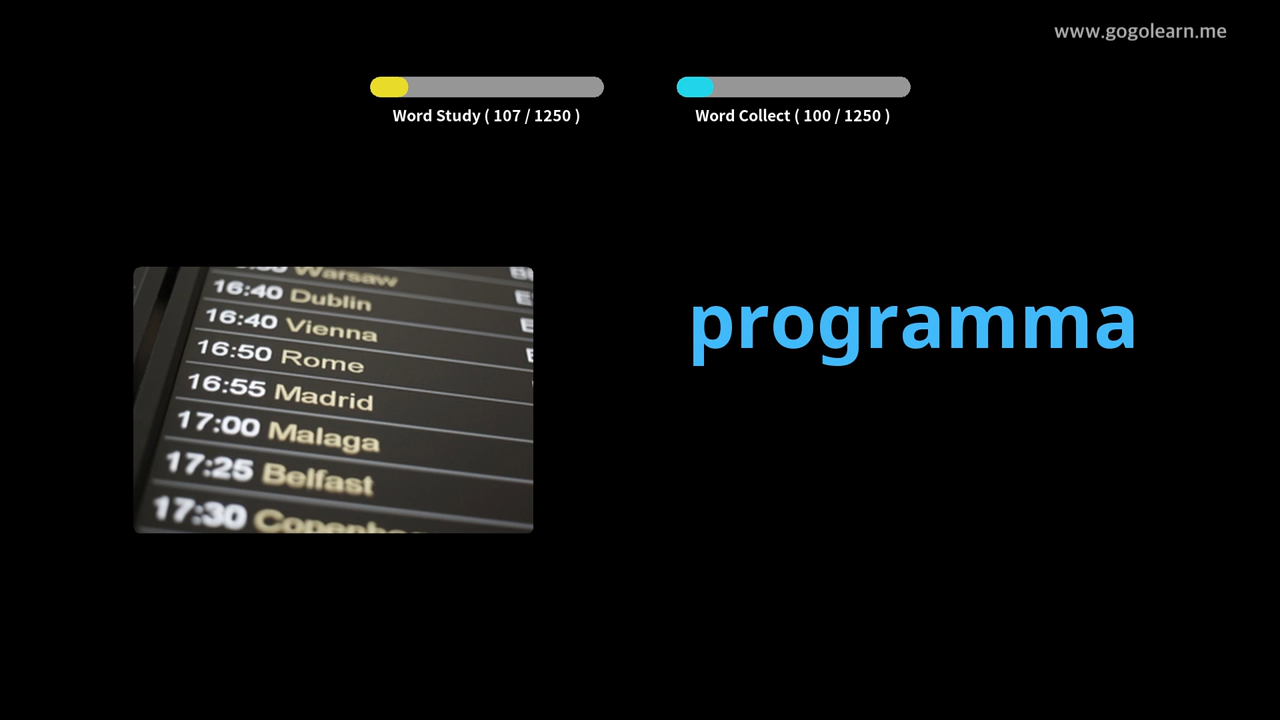 www.gogolearn.me
Word Study ( 107 / 1250 )
Word Collect ( 100 / 1250 )
Warsaw
16:40 Dublin
16:40 Vienna
16:50 Rome
16:55 Madrid
17:00 Malaga
17:25 Belfast
17:30
programma